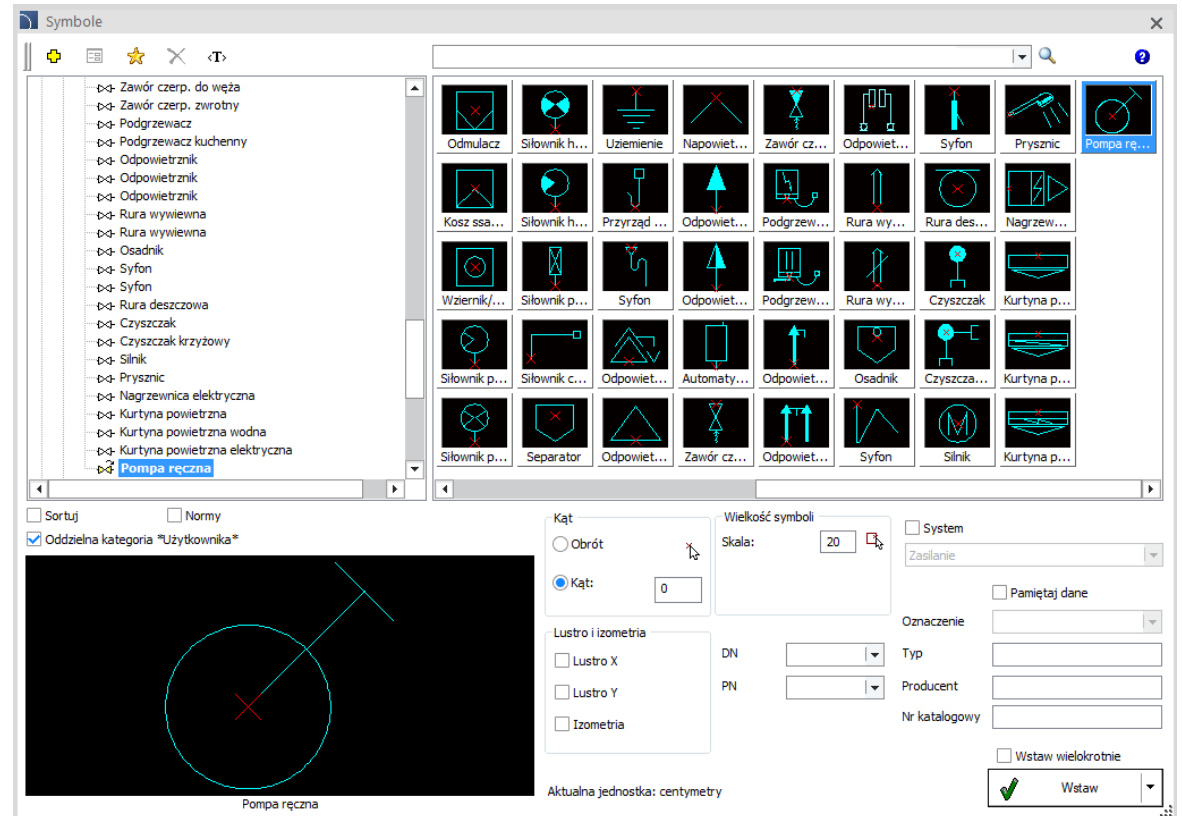 Symbole
‹T›
Zawór czerp. do węża
Zawór czerp. zwrotny
Podgrzewacz
Podgrzewacz kuchenny
Odpowietrznik
Odpowietrznik
Odpowietrznik
Rura wywiewna
Rura wywiewna
Osadnik
Syfon
Syfon
Rura deszczowa
Czyszczak
Czyszczak krzyżowy
Silnik
Prysznic
Nagrzewnica elektryczna
Kurtyna powietrzna
Kurtyna powietrzna wodna
Kurtyna powietrzna elektryczna
Pompa ręczna
Odmulacz Siłownik h... Uziemienie Napowiet... Zawór cz... Odpowiet... Syfon Prysznic Pompa rę...
Kosz ssa... Siłownik h... Przyrząd ... Odpowiet... Podgrzew... Rura wy... Rura des... Nagrzew...
Wziernik/... Siłownik p... Syfon Odpowiet... Podgrzew... Rura wy... Czyszczak Kurtyna p...
Siłownik p... Siłownik c... Odpowiet... Automaty... Odpowiet... Osadnik Czyszcza... Kurtyna p...
M
Siłownik p... Separator Odpowiet... Zawór cz... Odpowiet... Syfon Silnik Kurtyna p...
Sortuj Normy
Oddzielna kategoria *Użytkownika*
Pompa ręczna
Kąt
Obrót
Kąt: 0
Lustro i izometria
Lustro X
Lustro Y
Izometria
Wielkość symboli
Skala: 20
DN
PN
System
Zasilanie
Pamiętaj dane
Oznaczenie
Typ
Producent
Nr katalogowy
Wstaw wielokrotnie
Wstaw
Aktualna jednostka: centymetry